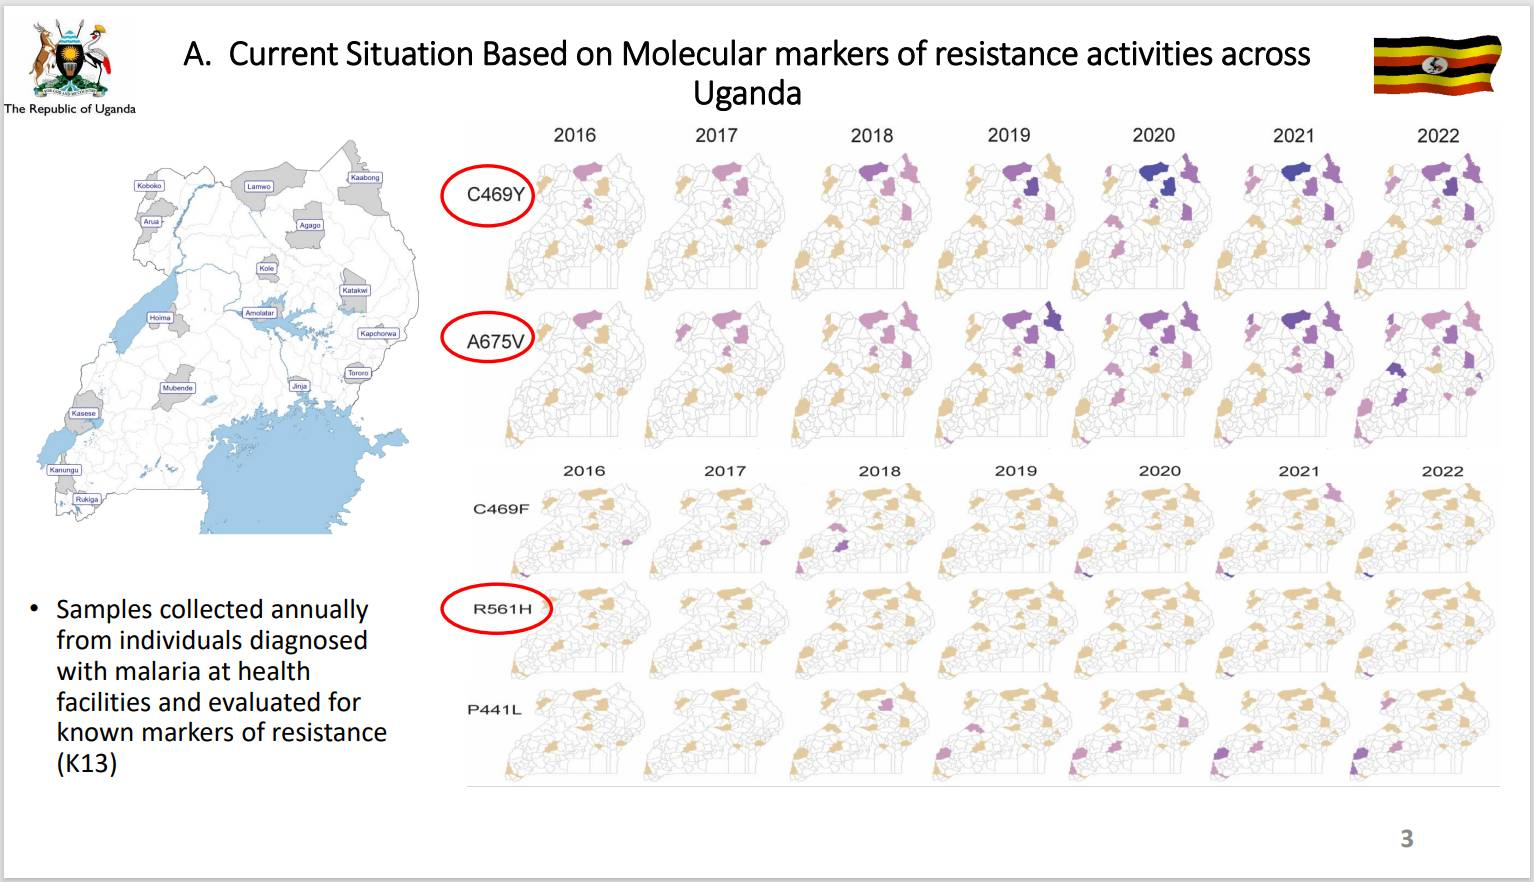 A. Current Situation Based on Molecular markers of resistance activities across
Uganda
The Republic of Uganda
Koboko
Lamwo
Kaabong
Arua
Agago
Kole
Katakwi
Hoima
Amolatar
Kapchorwa
Tororo
Mubende
Jinja
Kasese
Kanungu
Rukiga
2016 2017 2018 2019 2020 2021 2022
C469Y
A675V
2016 2017 2018 2019 2020 2021 2022
C469F
R561H
P441L
• Samples collected annually
from individuals diagnosed
with malaria at health
facilities and evaluated for
known markers of resistance
(K13)
3